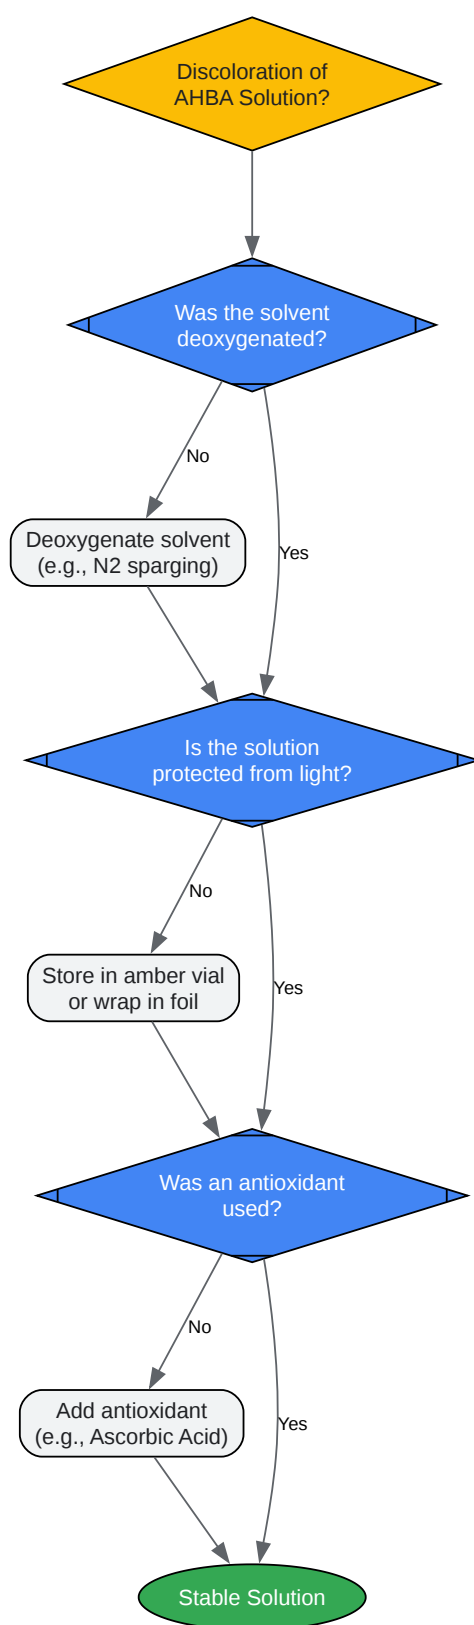 Discoloration of
AHBA Solution?
Was the solvent
deoxygenated?
No
Deoxygenate solvent
(e.g., N2 sparging)
Yes
Is the solution
protected from light?
No
Store in amber vial
or wrap in foil
Yes
Was an antioxidant
used?
No
Add antioxidant
(e.g., Ascorbic Acid)
Yes
Stable Solution